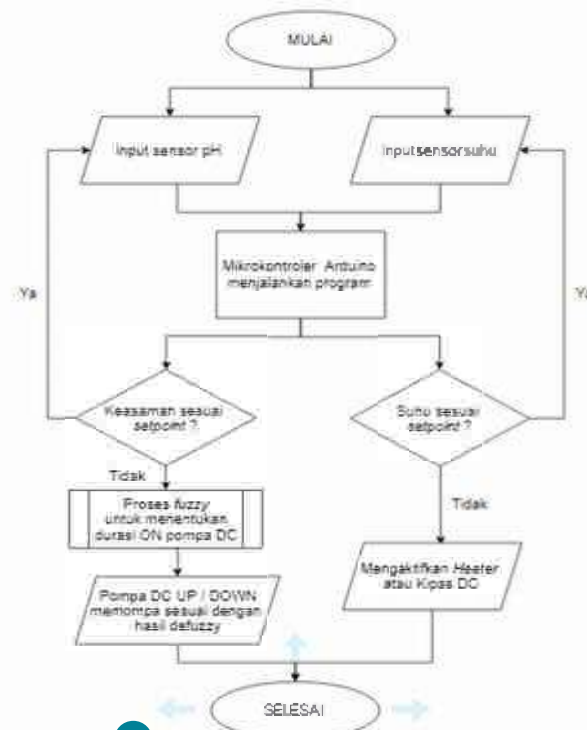 MULAI
Input sensor pH
Input sensor suhu
Mikrokontroler Arduino
menjalankan program
Ya
Ya
Keasamah sesuai
setpoint ?
Suhu sesuai
setpoint ?
Tidak
Tidak
Proses fuzzy
untuk menentukan
durasi ON pompa DC
Mengaktifkan Heater
atau Kipas DC
Pompa DC UP / DOWN
memompa sesuai dengan
hasil defuzzy
SELESAI